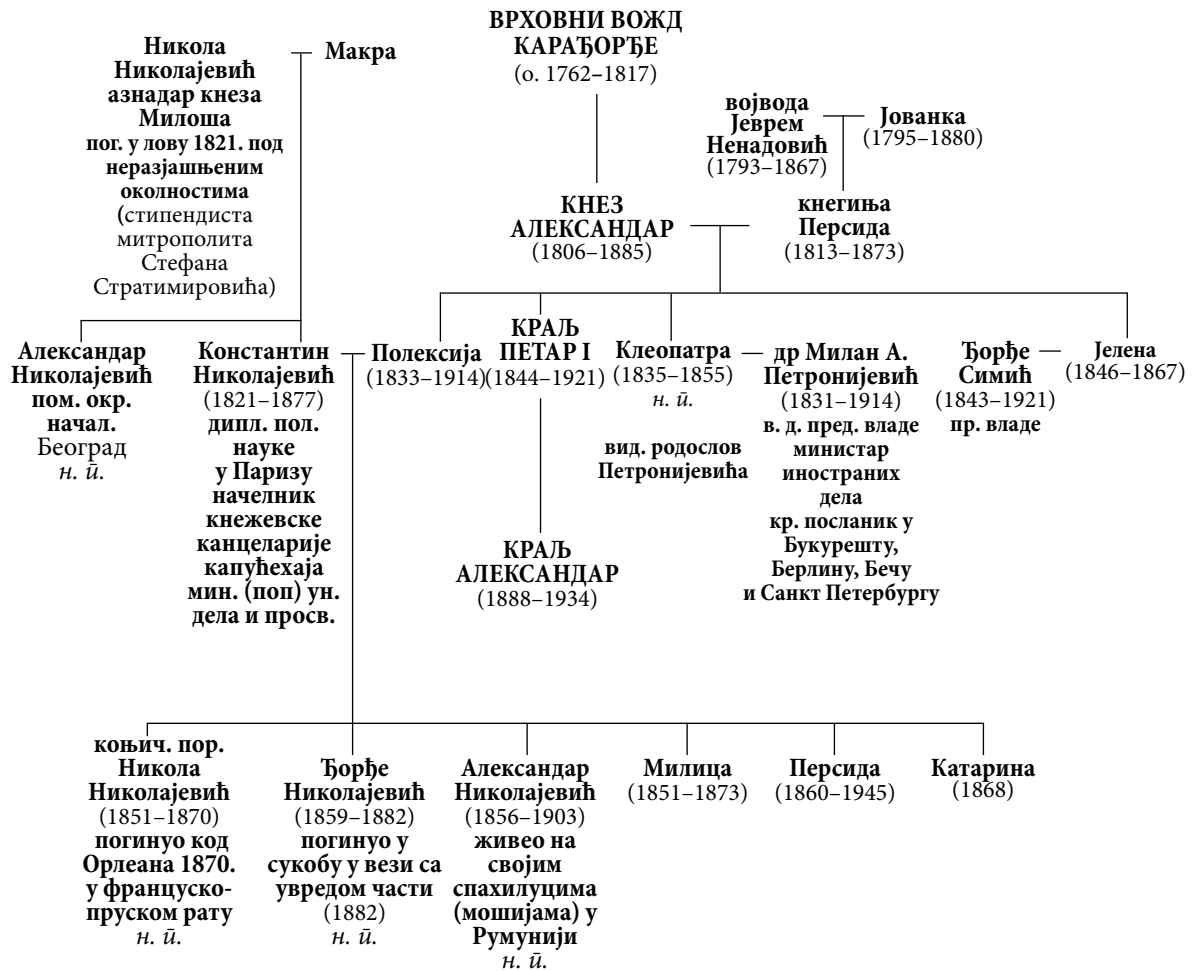 Никола
Николајевић
азнадар кнеза
Милоша
пог. у лову 1821. под
неразјашњеним
околностима
(стипендиста
митрополита
Стефана
Стратимировића)
Макра
ВРХОВНИ ВОЖД
КАРАЂОРЂЕ
(о. 1762–1817)
војвода
Јеврем
Ненадовић
(1793–1867)
Јованка
(1795–1880)
КНЕЗ
АЛЕКСАНДАР
(1806–1885)
кнегиња
Персида
(1813–1873)
Александар
Николајевић
пом. окр.
начал.
Београд
н. п̄.
Константин
Николајевић
(1821–1877)
дипл. пол.
науке
у Паризу
начелник
кнежевске
канцеларије
капућехаја
мин. (поп) ун.
дела и просв.
Полексија
(1833–1914)
КРАЉ
ПЕТАР I
(1844–1921)
Клеопатра
(1835–1855)
н. п̄.
вид. родослов
Петронијевића
др Милан А.
Петронијевић
(1831–1914)
в. д. пред. владе
министар
иностраних
дела
кр. посланик у
Букурешту,
Берлину, Бечу
и Санкт Петербургу
Ђорђе
Симић
(1843–1921)
пр. владе
Јелена
(1846–1867)
КРАЉ
АЛЕКСАНДАР
(1888–1934)
коњич. пор.
Никола
Николајевић
(1851–1870)
погинуо код
Орлеана 1870.
у француско-
пруском рату
н. п̄.
Ђорђе
Николајевић
(1859–1882)
погинуо у
сукобу у вези са
увредом части
(1882)
н. п̄.
Александар
Николајевић
(1856–1903)
живео на
својим
спахилуцима
(мошијама) у
Румунији
н. п̄.
Милица
(1851–1873)
Персида
(1860–1945)
Катарина
(1868)